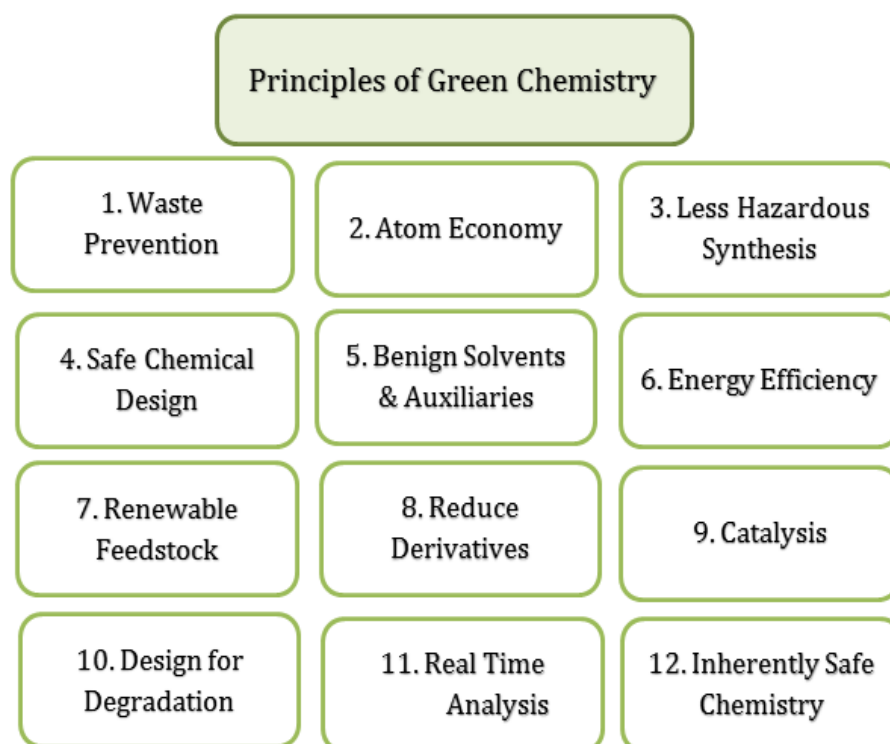 Principles of Green Chemistry
1. Waste
Prevention
2. Atom Economy
3. Less Hazardous
Synthesis
4. Safe Chemical
Design
5. Benign Solvents
& Auxiliaries
6. Energy Efficiency
7. Renewable
Feedstock
8. Reduce
Derivatives
9. Catalysis
10. Design for
Degradation
11. Real Time
Analysis
12. Inherently Safe
Chemistry